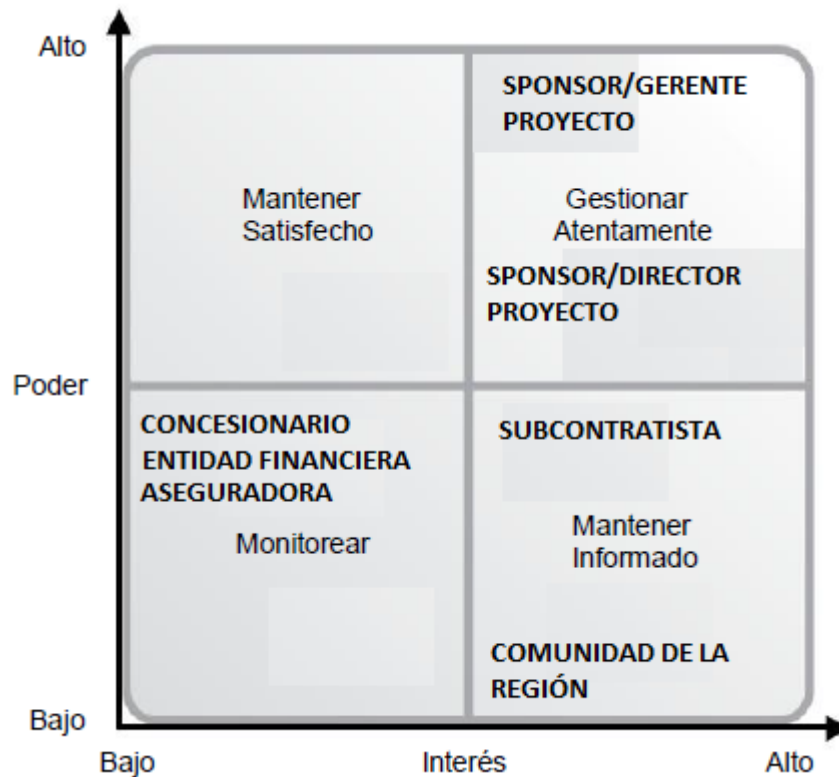 Alto
SPONSOR/GERENTE
PROYECTO
Mantener
Satisfecho
Gestionar
Atentamente
SPONSOR/DIRECTOR
PROYECTO
Poder
CONCESIONARIO
ENTIDAD FINANCIERA
ASEGURADORA
Monitorear
SUBCONTRATISTA
Mantener
Informado
COMUNIDAD DE LA
REGIÓN
Bajo
Bajo
Interés
Alto